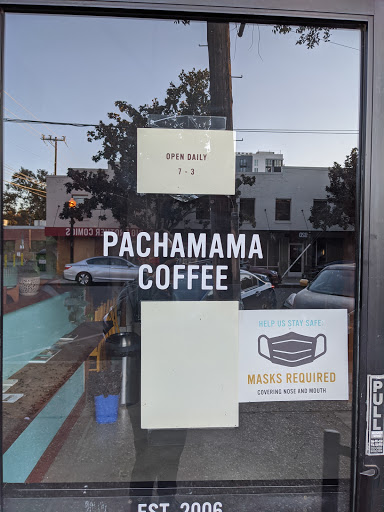 OPEN DAILY
7 - 3
PACHAMAMA
COFFEE
HELP US STAY SAFE
MASKS REQUIRED
COVERING NOSE AND MOUTH
PULL
EST. 2006